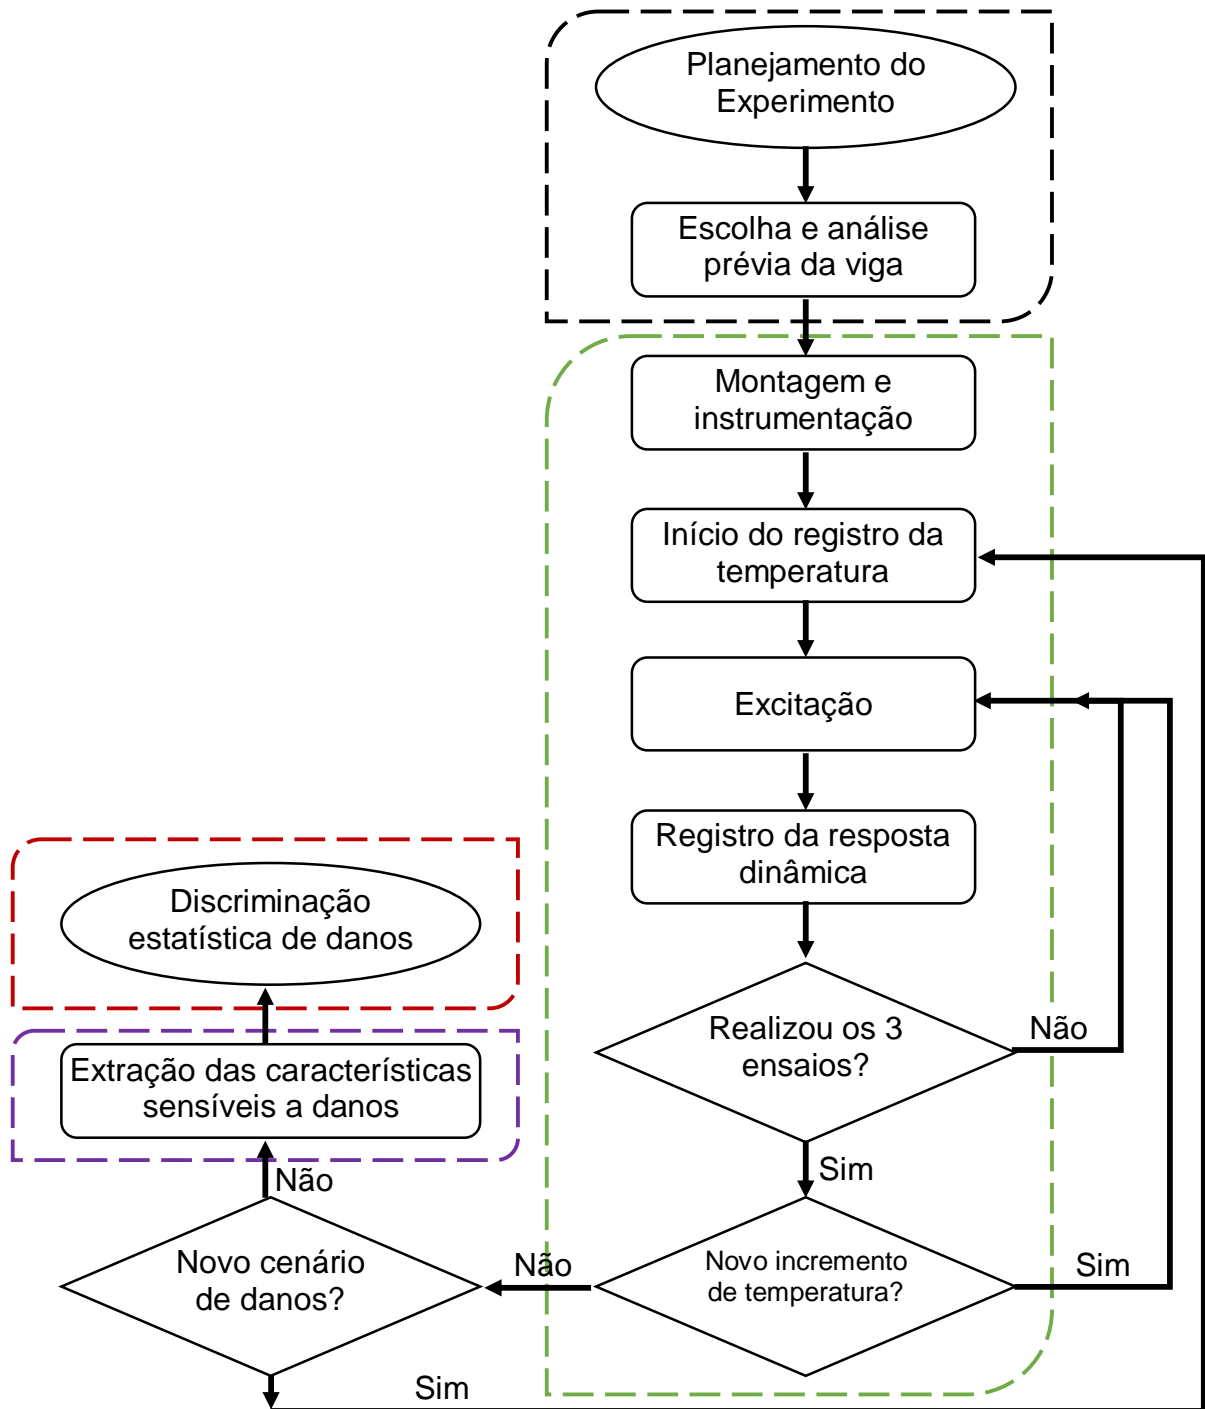 Planejamento do
Experimento
Escolha e análise
prévia da viga
Montagem e
instrumentação
Início do registro da
temperatura
Excitação
Registro da resposta
dinâmica
Realizou os 3
ensaios?
Não
Sim
Novo incremento
de temperatura?
Sim
Não
Novo cenário
de danos?
Sim
Não
Extração das características
sensíveis a danos
Discriminação
estatística de danos